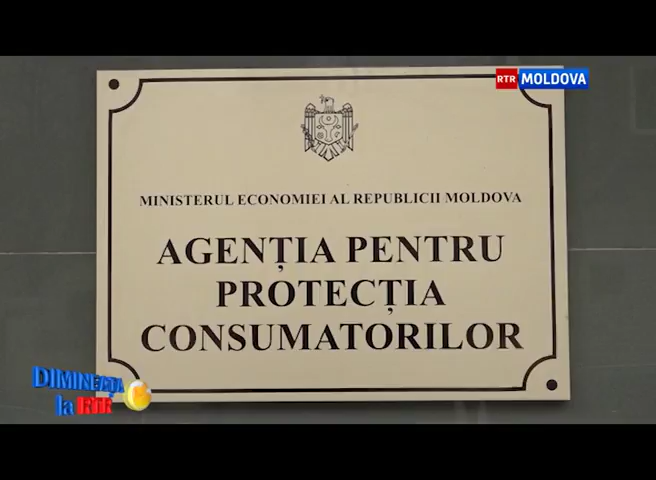 RTR MOLDOVA
MINISTERUL ECONOMIEI AL REPUBLICII MOLDOVA
AGENȚIA PENTRU
PROTECȚIA
CONSUMATORILOR
DIMINEAȚA
la RTR